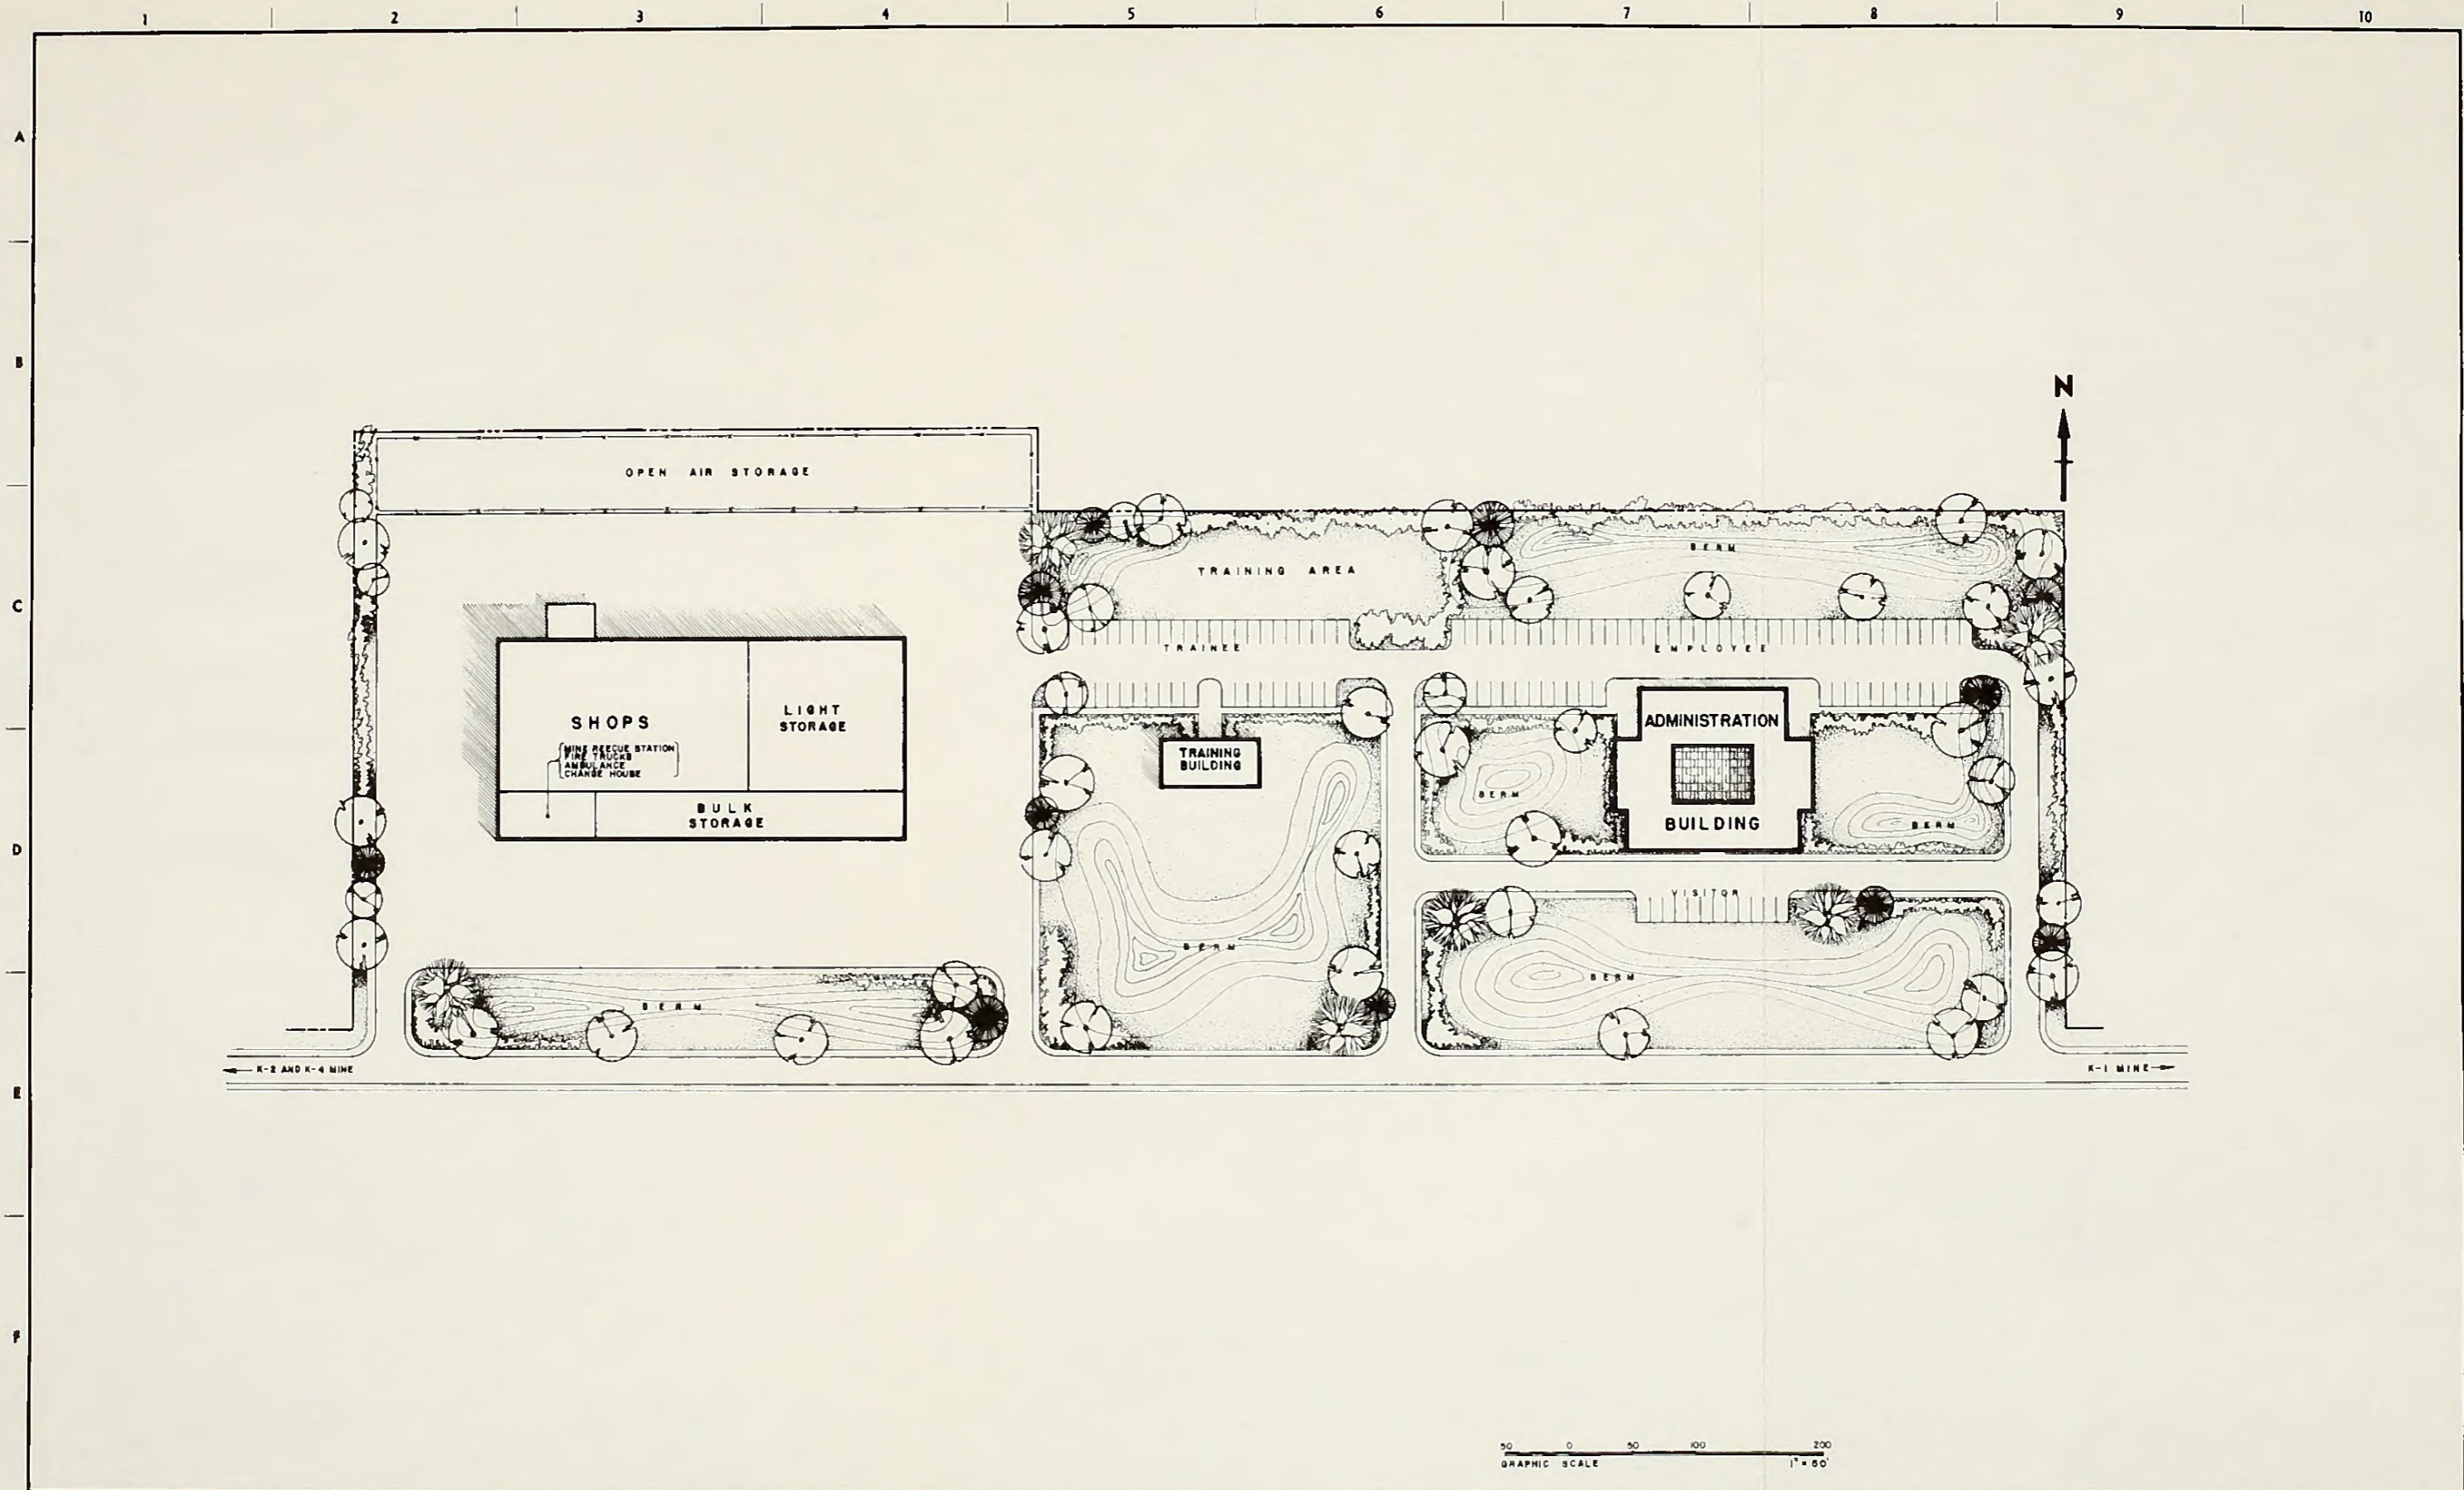 1 2 3 4 5 6 7 8 9 10
A
B
C
D
E
F
N
OPEN AIR STORAGE
BERM
TRAINING AREA
TRAINEE
EMPLOYEE
SHOPS
MINE REECUE STATION
FIRE TRUCKS
AMBULANCE
CHANGE HOUSE
LIGHT
STORAGE
BULK
STORAGE
TRAINING
BUILDING
ADMINISTRATION
BUILDING
BERM
BERM
VISITOR
BERM
BERM
BERM
K-2 AND K-4 MINE
K-1 MINE
50 0 50 100 200
GRAPHIC SCALE 1"=50'